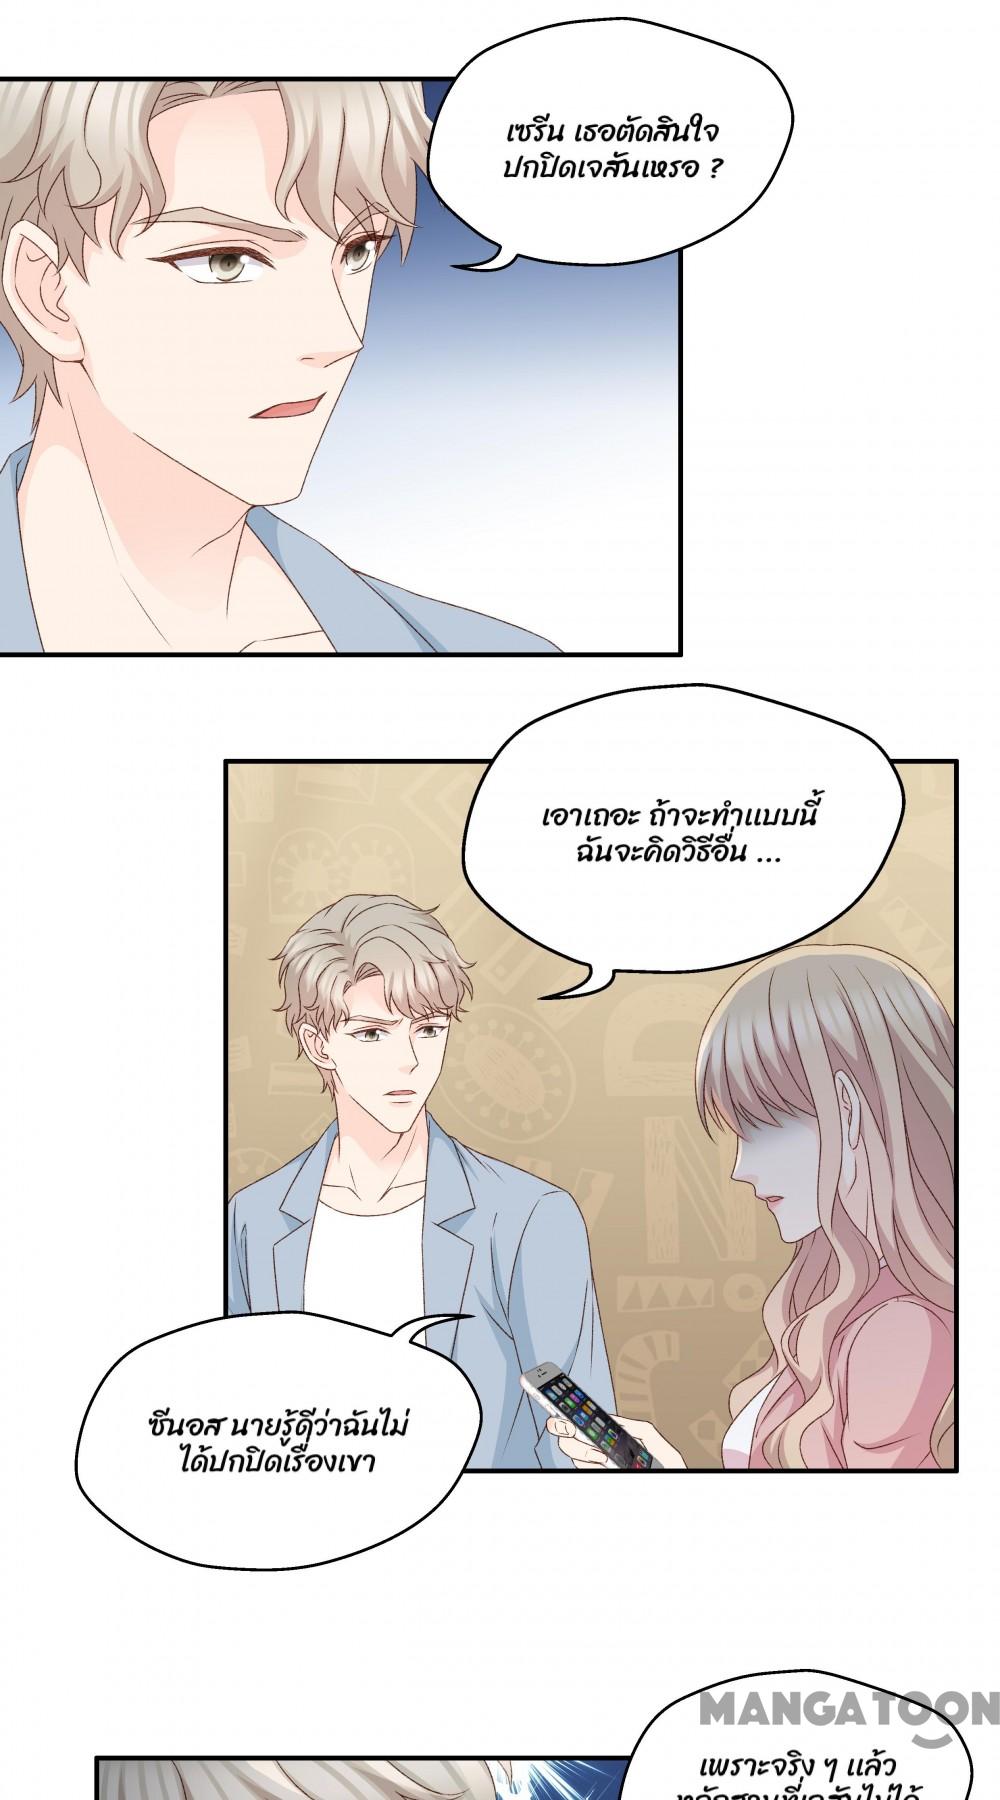 เซรีน เธอตัดสินใจ
ปกปิดเจสันเหรอ ?
เอาเถอะ ถ้าจะทำแบบนี้
ฉันจะคิดวิธีอื่น ...
ซีนอส นายรู้ดีว่าฉันไม่
ได้ปกปิดเรื่องเขา
MANGATOON
เพราะจริง ๆ แล้ว